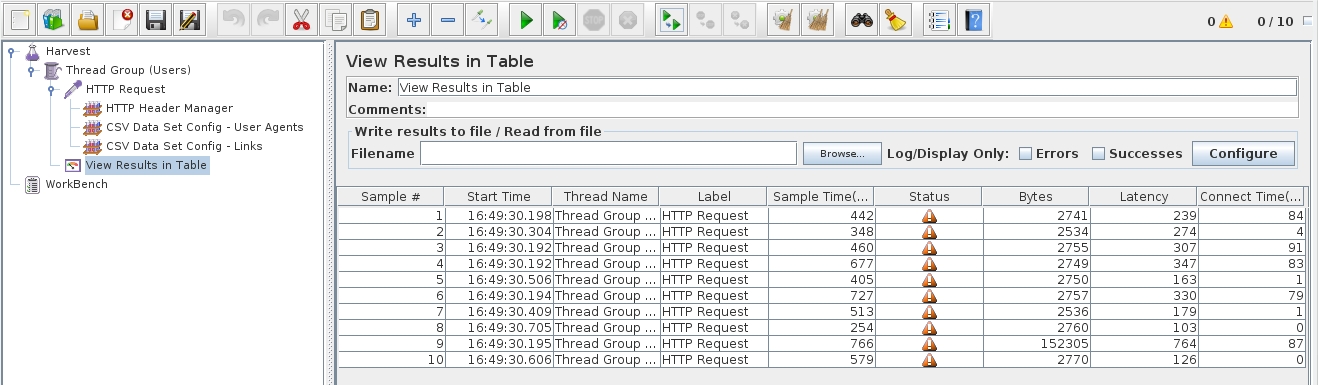 0 0 / 10
Harvest
Thread Group (Users)
HTTP Request
HTTP Header Manager
CSV Data Set Config - User Agents
CSV Data Set Config - Links
View Results in Table
WorkBench
View Results in Table
Name: View Results in Table
Comments:
Write results to file / Read from file
Filename Browse... Log/Display Only: Errors Successes Configure
Sample # Start Time Thread Name Label Sample Time(... Status Bytes Latency Connect Time(...
1 16:49:30.198 Thread Group ... HTTP Request 442 2741 239 84
2 16:49:30.304 Thread Group ... HTTP Request 348 2534 274 4
3 16:49:30.192 Thread Group ... HTTP Request 460 2755 307 91
4 16:49:30.192 Thread Group ... HTTP Request 677 2749 347 83
5 16:49:30.506 Thread Group ... HTTP Request 405 2750 163 1
6 16:49:30.194 Thread Group ... HTTP Request 727 2757 330 79
7 16:49:30.409 Thread Group ... HTTP Request 513 2536 179 1
8 16:49:30.705 Thread Group ... HTTP Request 254 2760 103 0
9 16:49:30.195 Thread Group ... HTTP Request 766 152305 764 87
10 16:49:30.606 Thread Group ... HTTP Request 579 2770 126 0